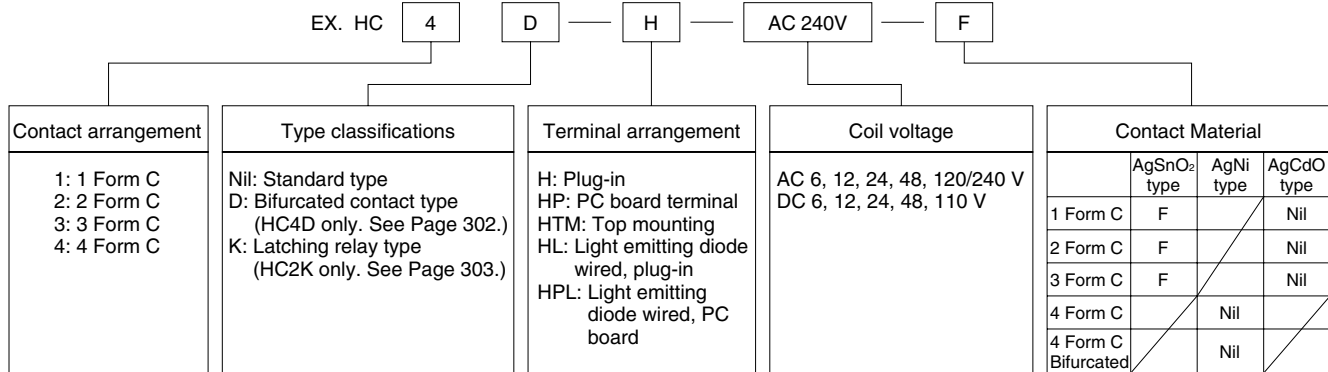 EX. HC 4 D — H — AC 240V — F
Contact arrangement
1: 1 Form C
2: 2 Form C
3: 3 Form C
4: 4 Form C
Type classifications
Nil: Standard type
D: Bifurcated contact type
(HC4D only. See Page 302.)
K: Latching relay type
(HC2K only. See Page 303.)
Terminal arrangement
H: Plug-in
HP: PC board terminal
HTM: Top mounting
HL: Light emitting diode
wired, plug-in
HPL: Light emitting
diode wired, PC
board
Coil voltage
AC 6, 12, 24, 48, 120/240 V
DC 6, 12, 24, 48, 110 V
Contact Material
AgSnO₂ type AgNi type AgCdO type
1 Form C F Nil
2 Form C F Nil
3 Form C F Nil
4 Form C Nil
4 Form C Bifurcated Nil